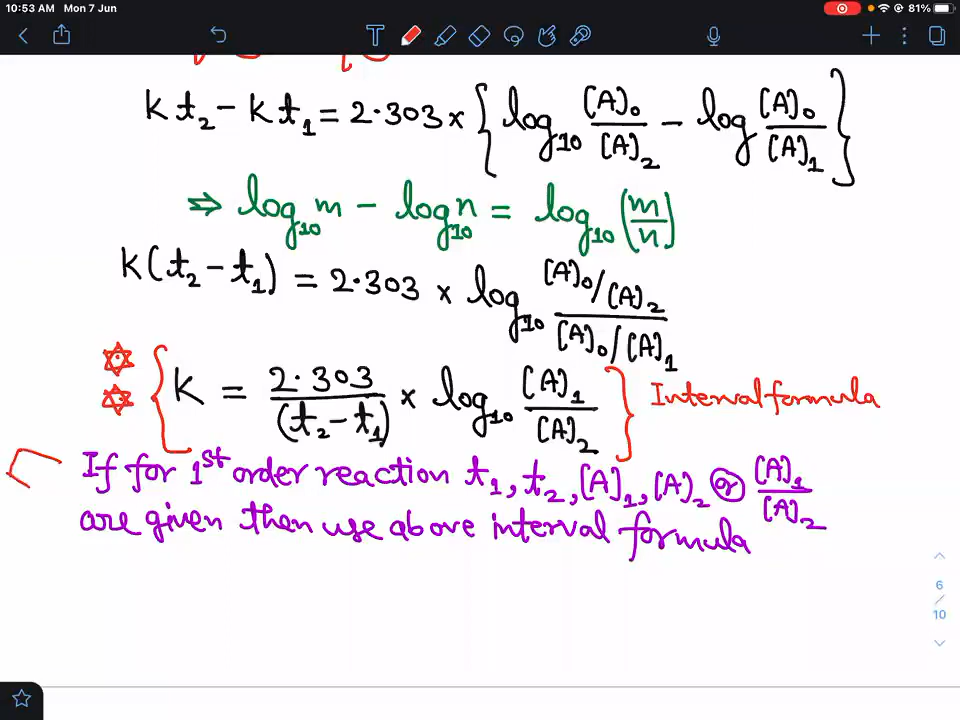 10:53 AM Mon 7 Jun 81%
Kt₂ - Kt₁ = 2.303 × { log₁₀ [A]₀/[A]₂ - log [A]₀/[A]₁ }
⇒ log₁₀ m - log₁₀ n = log₁₀ (m/n)
K(t₂ - t₁) = 2.303 × log₁₀ [A]₀/[A]₂ / [A]₀/[A]₁
{ K = 2.303/(t₂ - t₁) × log₁₀ [A]₁/[A]₂ } Interval formula
If for 1st order reaction t₁, t₂, [A]₁, [A]₂ or [A]₁/[A]₂
are given then use above interval formula
6
/
10